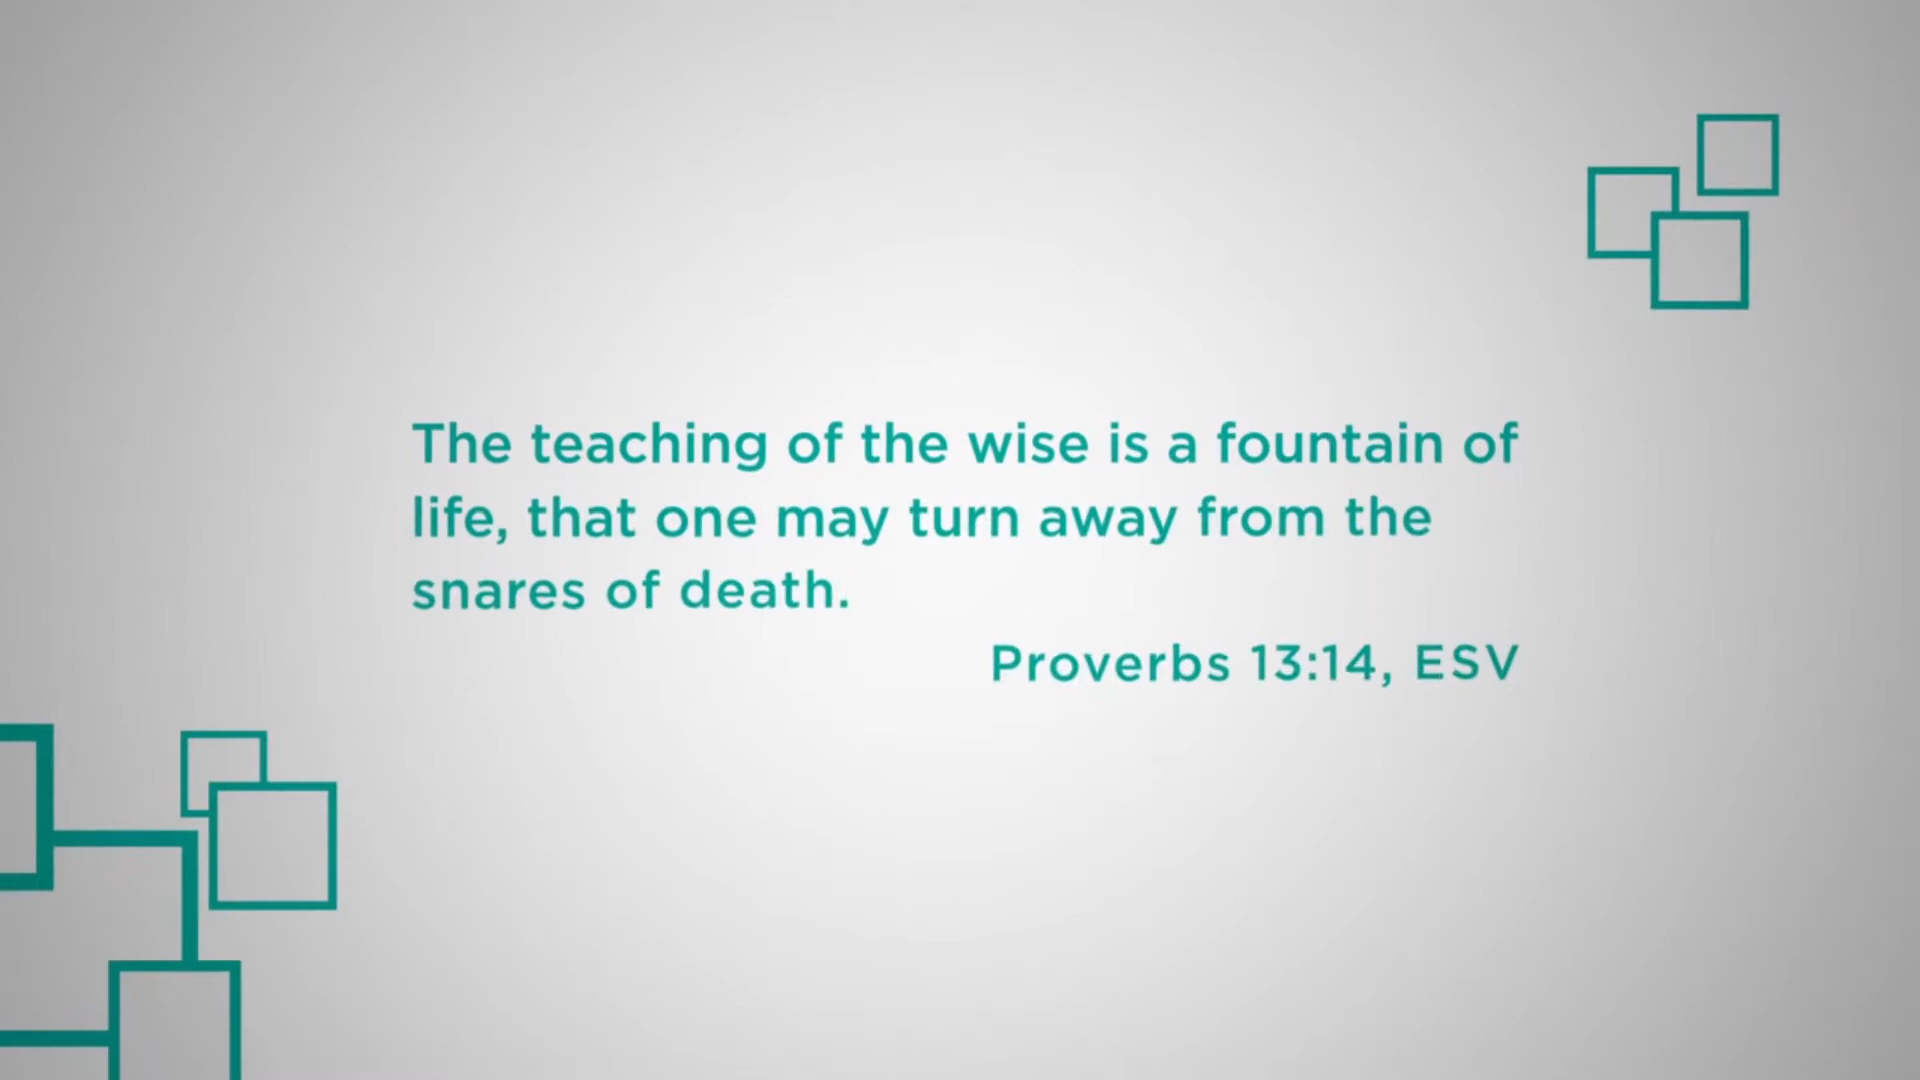 The teaching of the wise is a fountain of
life, that one may turn away from the
snares of death.
Proverbs 13:14, ESV